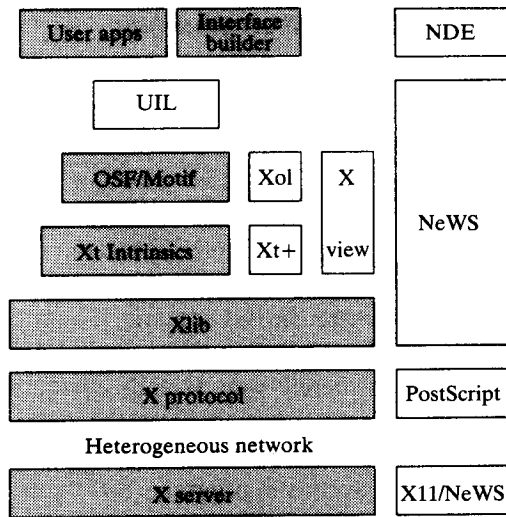 User apps
Interface
builder
NDE
UIL
OSF/Motif
Xol
X
Xt Intrinsics
Xt+
view
NeWS
Xlib
X protocol
PostScript
Heterogeneous network
X server
X11/NeWS